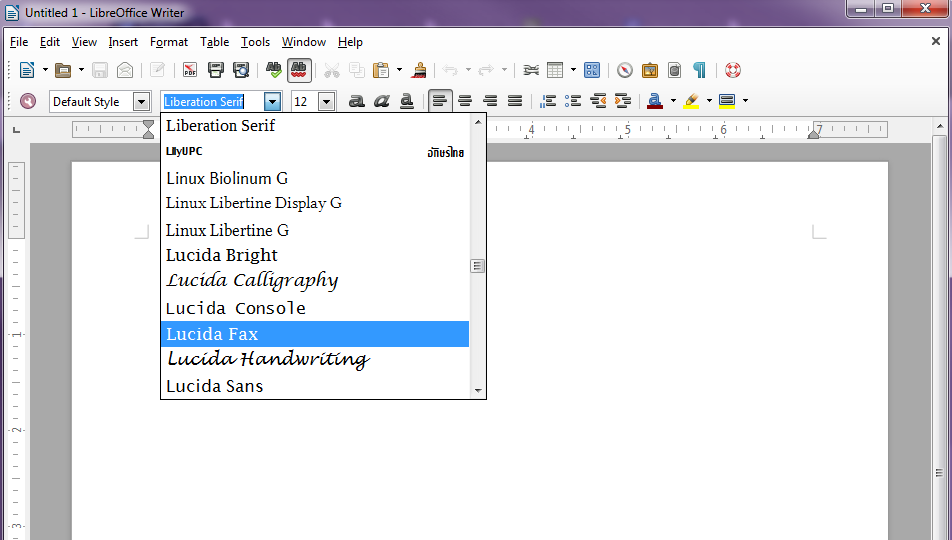 Untitled 1 - LibreOffice Writer
File Edit View Insert Format Table Tools Window Help
Default Style Liberation Serif 12
4 5 6 7
Liberation Serif
LilyUPC อักษรไทย
Linux Biolinum G
Linux Libertine Display G
Linux Libertine G
Lucida Bright
Lucida Calligraphy
Lucida Console
Lucida Fax
Lucida Handwriting
Lucida Sans
1
2
3